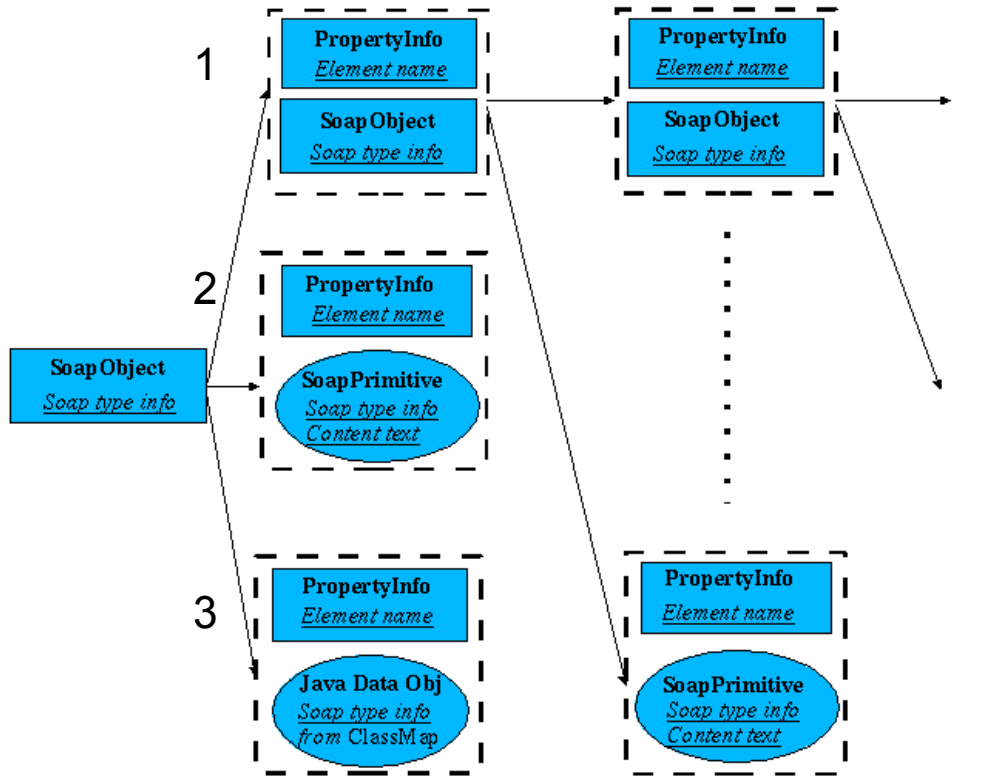 1
PropertyInfo
Element name
SoapObject
Soap type info
PropertyInfo
Element name
SoapObject
Soap type info
2
PropertyInfo
Element name
SoapPrimitive
Soap type info
Content text
SoapObject
Soap type info
3
PropertyInfo
Element name
Java Data Obj
Soap type info
from ClassMap
PropertyInfo
Element name
SoapPrimitive
Soap type info
Content text